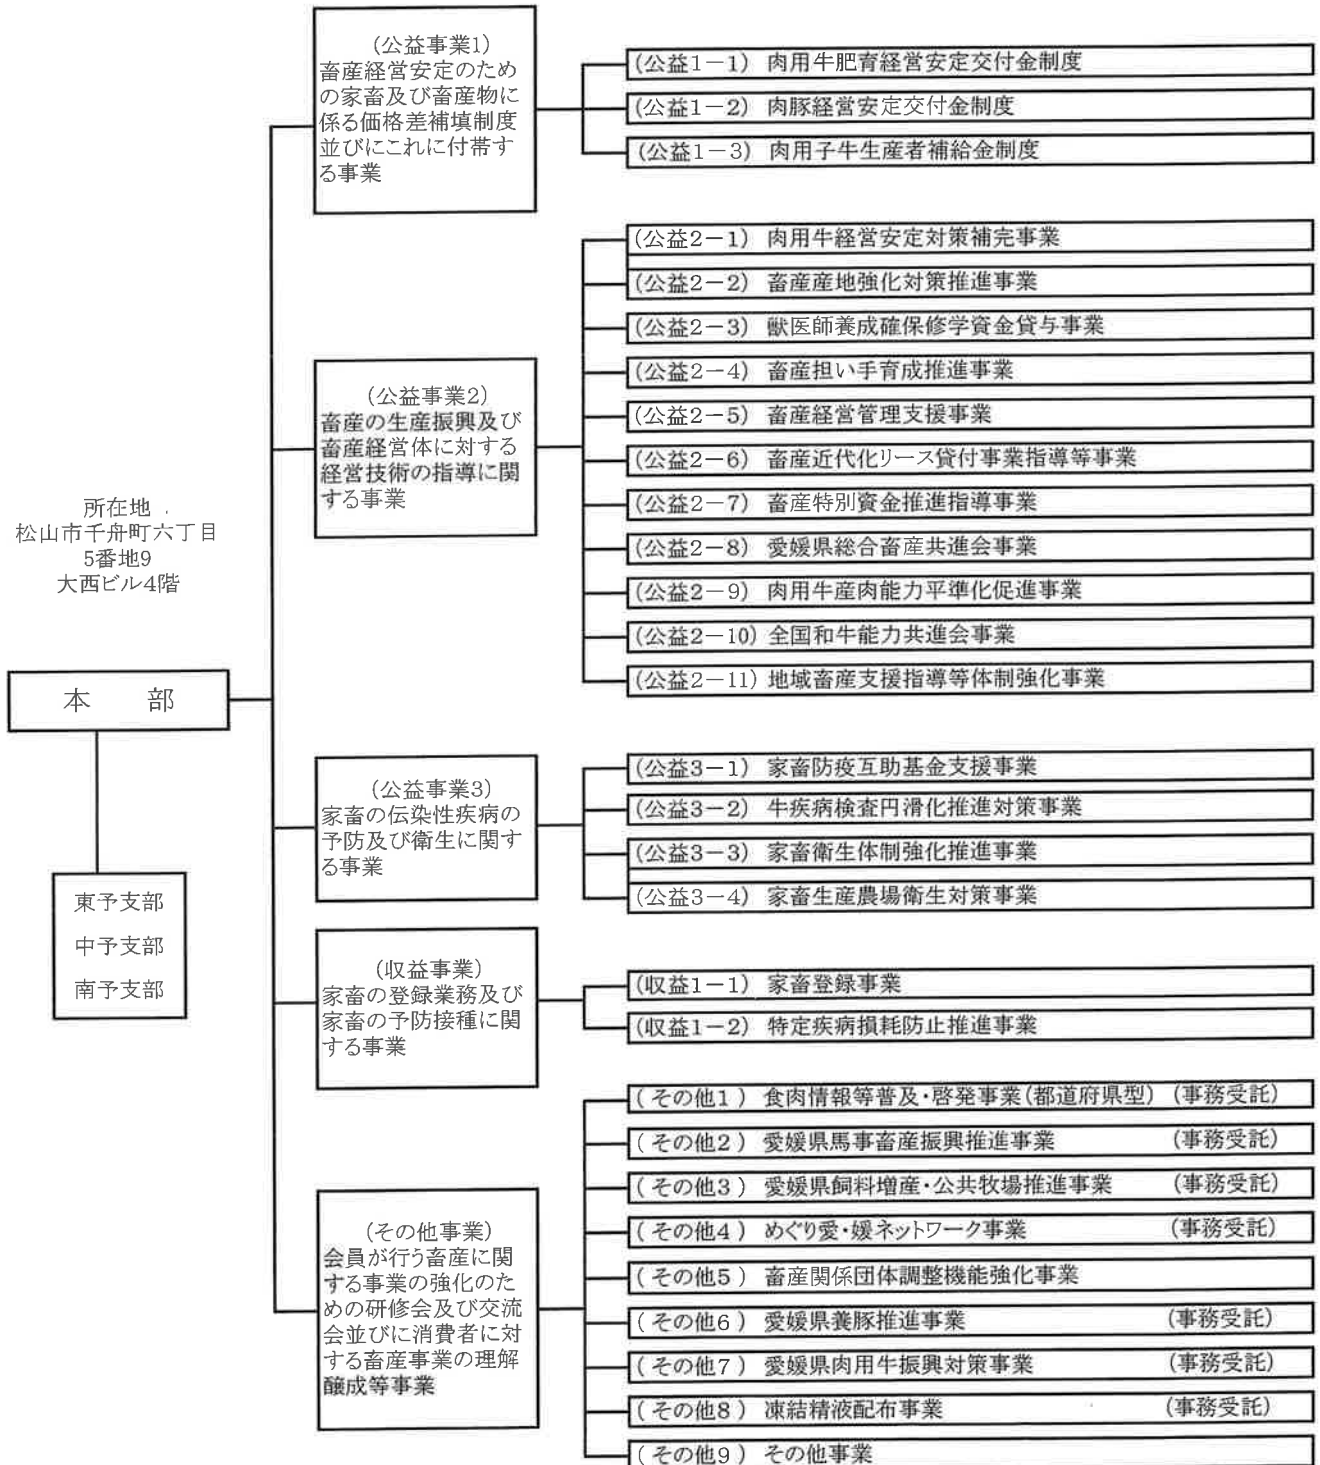 所在地
松山市千舟町六丁目
5番地9
大西ビル4階
本　部
東予支部
中予支部
南予支部
(公益事業1)
畜産経営安定のため
の家畜及び畜産物に
係る価格差補填制度
並びにこれに付帯す
る事業
(公益1－1) 肉用牛肥育経営安定交付金制度
(公益1－2) 肉豚経営安定交付金制度
(公益1－3) 肉用子牛生産者補給金制度
(公益事業2)
畜産の生産振興及び
畜産経営体に対する
経営技術の指導に関
する事業
(公益2－1) 肉用牛経営安定対策補完事業
(公益2－2) 畜産産地強化対策推進事業
(公益2－3) 獣医師養成確保修学資金貸与事業
(公益2－4) 畜産担い手育成推進事業
(公益2－5) 畜産経営管理支援事業
(公益2－6) 畜産近代化リース貸付事業指導等事業
(公益2－7) 畜産特別資金推進指導事業
(公益2－8) 愛媛県総合畜産共進会事業
(公益2－9) 肉用牛産肉能力平準化促進事業
(公益2－10) 全国和牛能力共進会事業
(公益2－11) 地域畜産支援指導等体制強化事業
(公益事業3)
家畜の伝染性疾病の
予防及び衛生に関す
る事業
(公益3－1) 家畜防疫互助基金支援事業
(公益3－2) 牛疾病検査円滑化推進対策事業
(公益3－3) 家畜衛生体制強化推進事業
(公益3－4) 家畜生産農場衛生対策事業
(収益事業)
家畜の登録業務及び
家畜の予防接種に関
する事業
(収益1－1) 家畜登録事業
(収益1－2) 特定疾病損耗防止推進事業
(その他事業)
会員が行う畜産に関
する事業の強化のた
めの研修会及び交流
会並びに消費者に対
する畜産事業の理解
醸成等事業
(その他1) 食肉情報等普及・啓発事業(都道府県型) (事務受託)
(その他2) 愛媛県馬事畜産振興推進事業 (事務受託)
(その他3) 愛媛県飼料増産・公共牧場推進事業 (事務受託)
(その他4) めぐり愛・媛ネットワーク事業 (事務受託)
(その他5) 畜産関係団体調整機能強化事業
(その他6) 愛媛県養豚推進事業 (事務受託)
(その他7) 愛媛県肉用牛振興対策事業 (事務受託)
(その他8) 凍結精液配布事業 (事務受託)
(その他9) その他事業